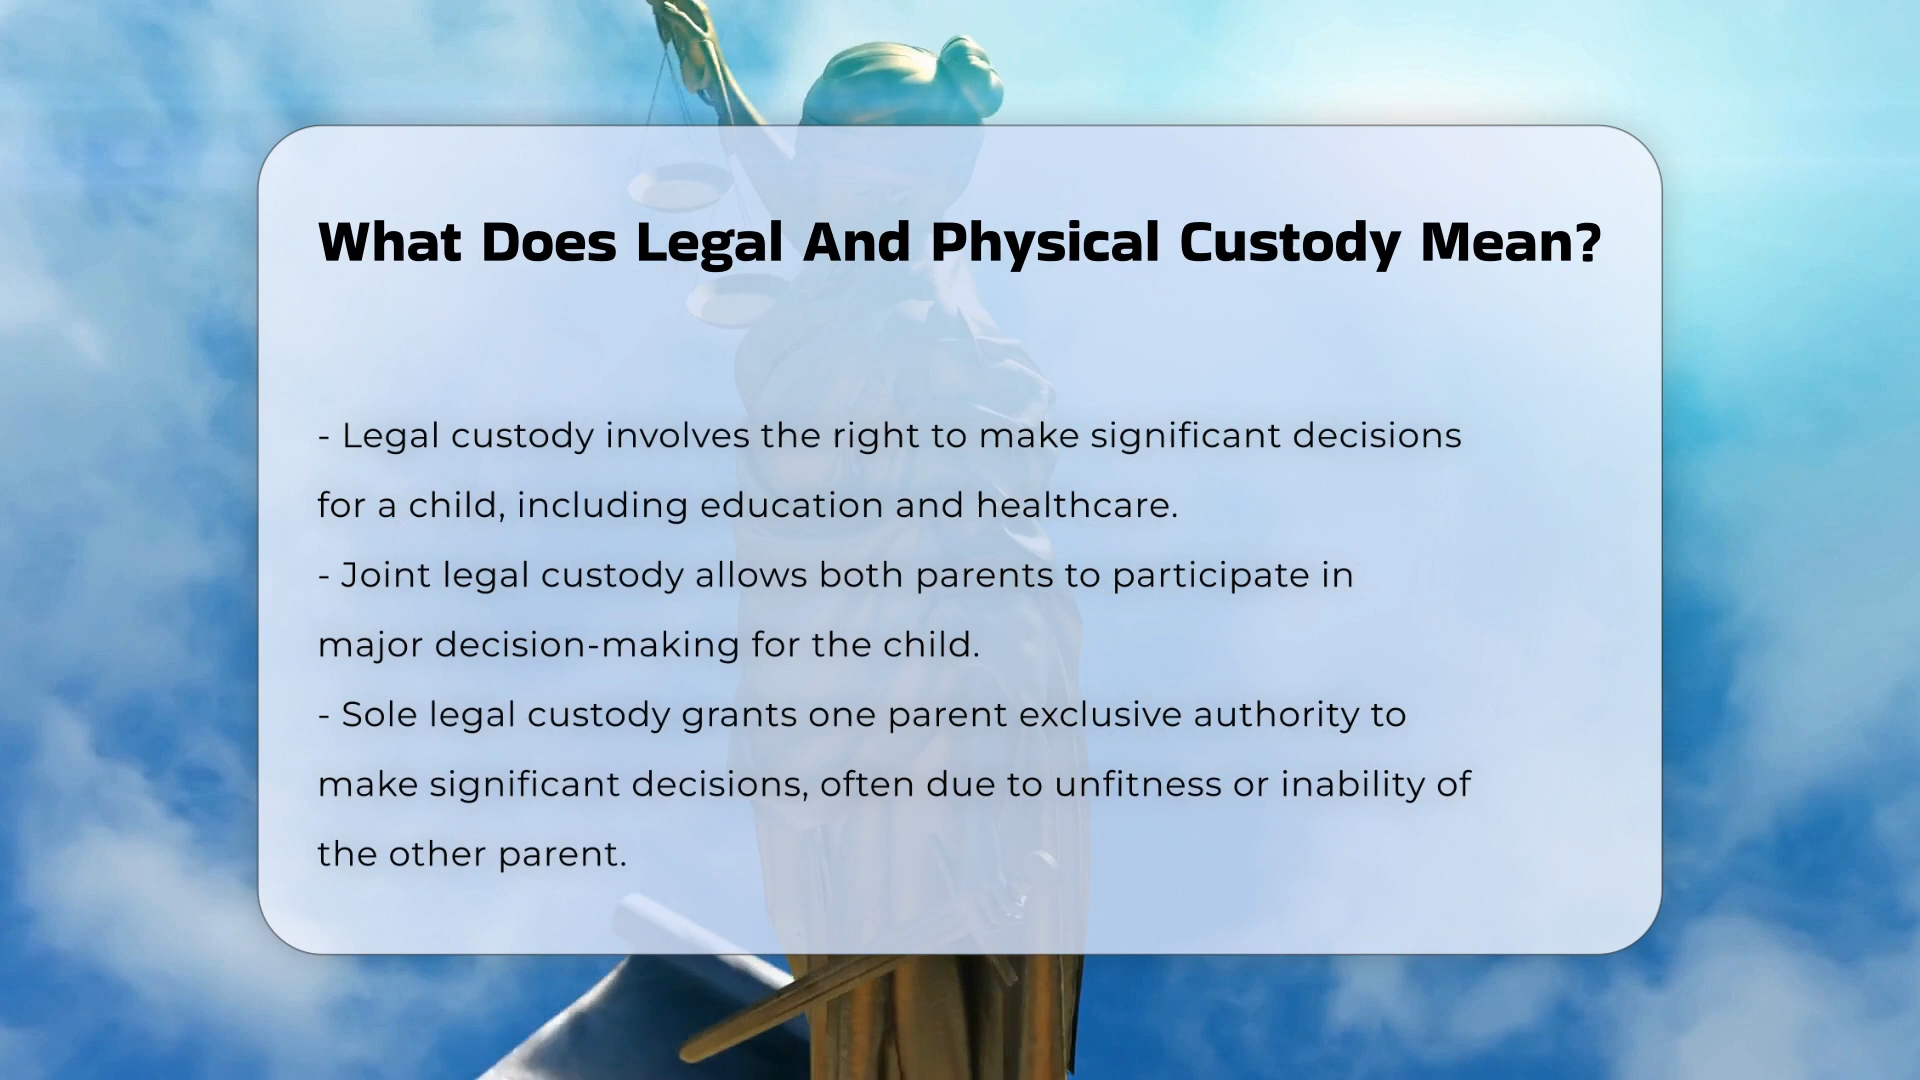 What Does Legal And Physical Custody Mean?
- Legal custody involves the right to make significant decisions
for a child, including education and healthcare.
- Joint legal custody allows both parents to participate in
major decision-making for the child.
- Sole legal custody grants one parent exclusive authority to
make significant decisions, often due to unfitness or inability of
the other parent.